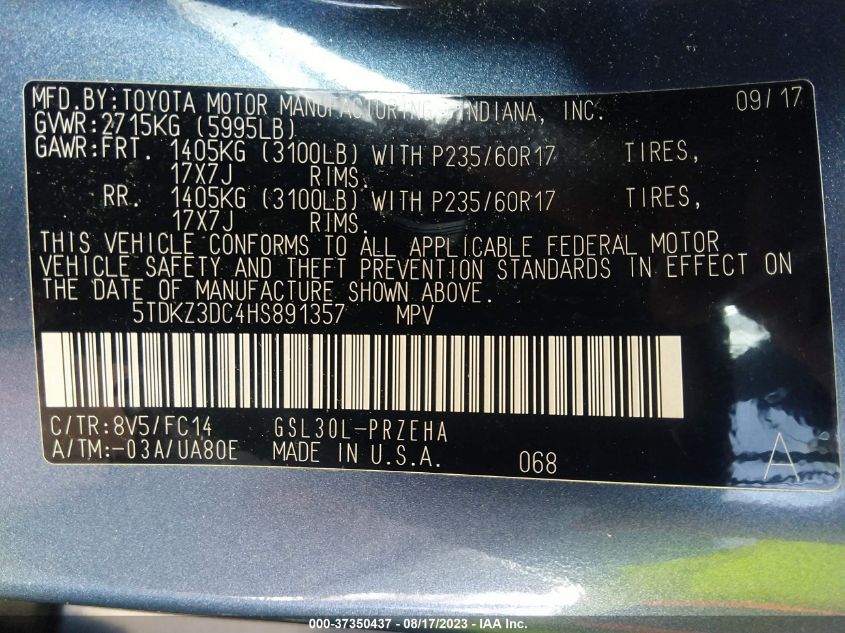 MFD.BY:TOYOTA MOTOR MANUFACTURING, INDIANA, INC. 09/17
GVWR:2715KG (5995LB)
GAWR:FRT. 1405KG (3100LB) WITH P235/60R17 TIRES,
17X7J RIMS.
RR. 1405KG (3100LB) WITH P235/60R17 TIRES,
17X7J RIMS.
THIS VEHICLE CONFORMS TO ALL APPLICABLE FEDERAL MOTOR
VEHICLE SAFETY AND THEFT PREVENTION STANDARDS IN EFFECT ON
THE DATE OF MANUFACTURE SHOWN ABOVE.
5TDKZ3DC4HS891357 MPV
C/TR:8V5/FC14 GSL30L-PRZEHA
A/TM:-03A/UA80E MADE IN U.S.A. 068 A
000-37350437 - 08/17/2023 - IAA Inc.